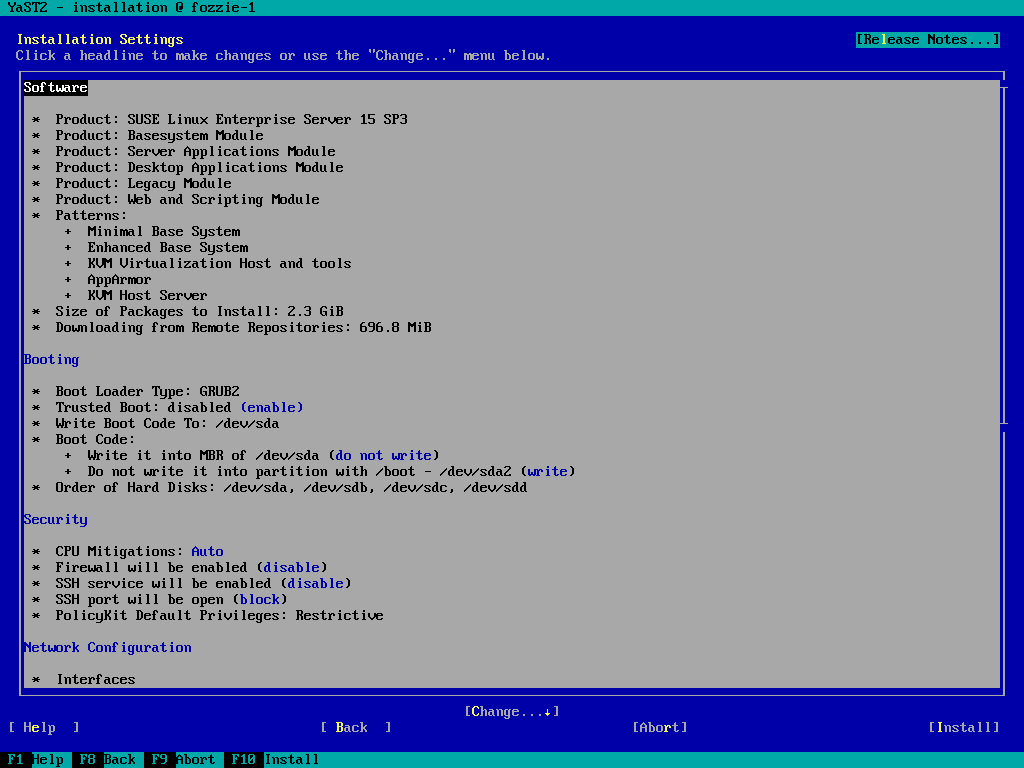 YaST2 - installation @ fozzie-1
Installation Settings [Release Notes...]
Click a headline to make changes or use the "Change..." menu below.
Software
* Product: SUSE Linux Enterprise Server 15 SP3
* Product: Basesystem Module
* Product: Server Applications Module
* Product: Desktop Applications Module
* Product: Legacy Module
* Product: Web and Scripting Module
* Patterns:
+ Minimal Base System
+ Enhanced Base System
+ KVM Virtualization Host and tools
+ AppArmor
+ KVM Host Server
* Size of Packages to Install: 2.3 GiB
* Downloading from Remote Repositories: 696.8 MiB
Booting
* Boot Loader Type: GRUB2
* Trusted Boot: disabled (enable)
* Write Boot Code To: /dev/sda
* Boot Code:
+ Write it into MBR of /dev/sda (do not write)
+ Do not write it into partition with /boot - /dev/sda2 (write)
* Order of Hard Disks: /dev/sda, /dev/sdb, /dev/sdc, /dev/sdd
Security
* CPU Mitigations: Auto
* Firewall will be enabled (disable)
* SSH service will be enabled (disable)
* SSH port will be open (block)
* PolicyKit Default Privileges: Restrictive
Network Configuration
* Interfaces
[Change...↓]
[ Help ] [ Back ] [Abort] [Install]
F1 Help F8 Back F9 Abort F10 Install